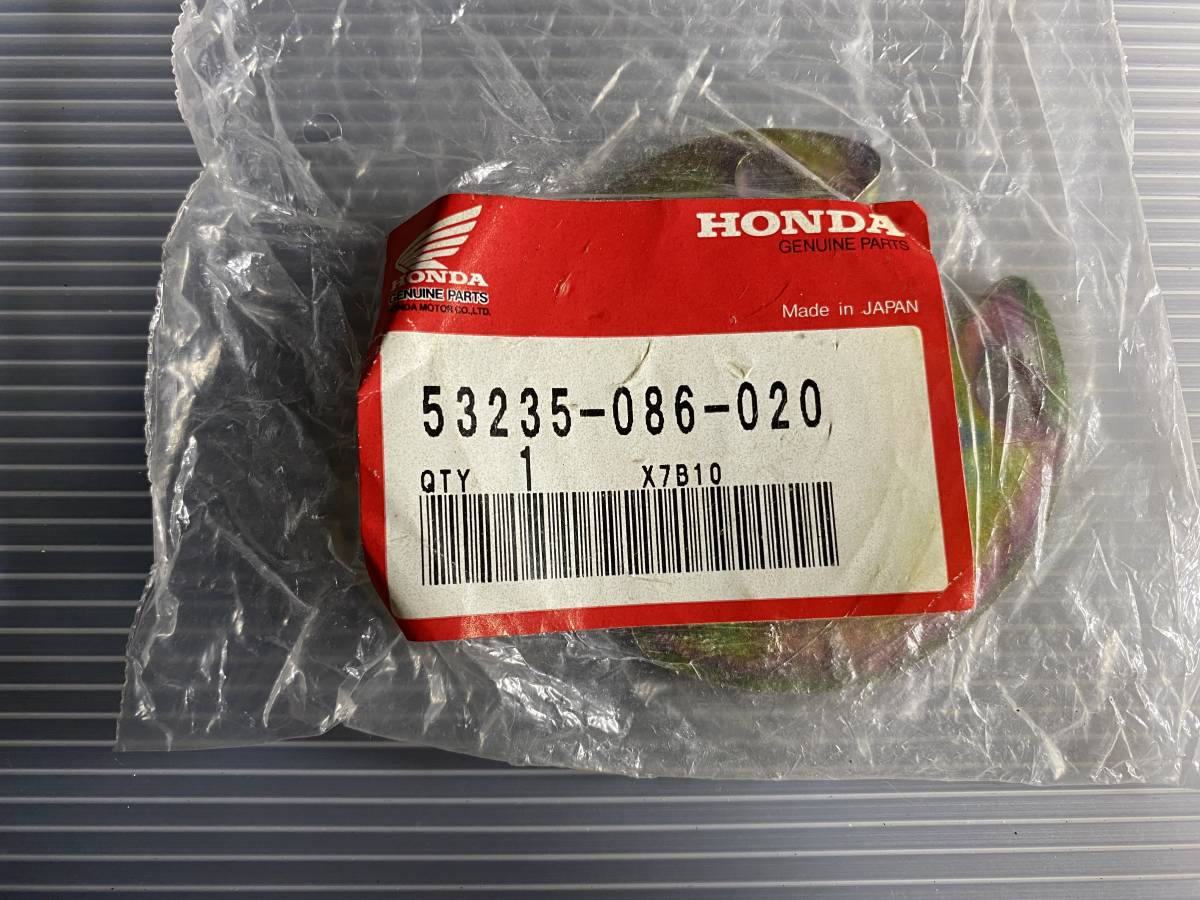 HONDA
GENUINE PARTS
HONDA MOTOR CO.,LTD.
HONDA
GENUINE PARTS
Made in JAPAN
53235-086-020
QTY 1 X7B10